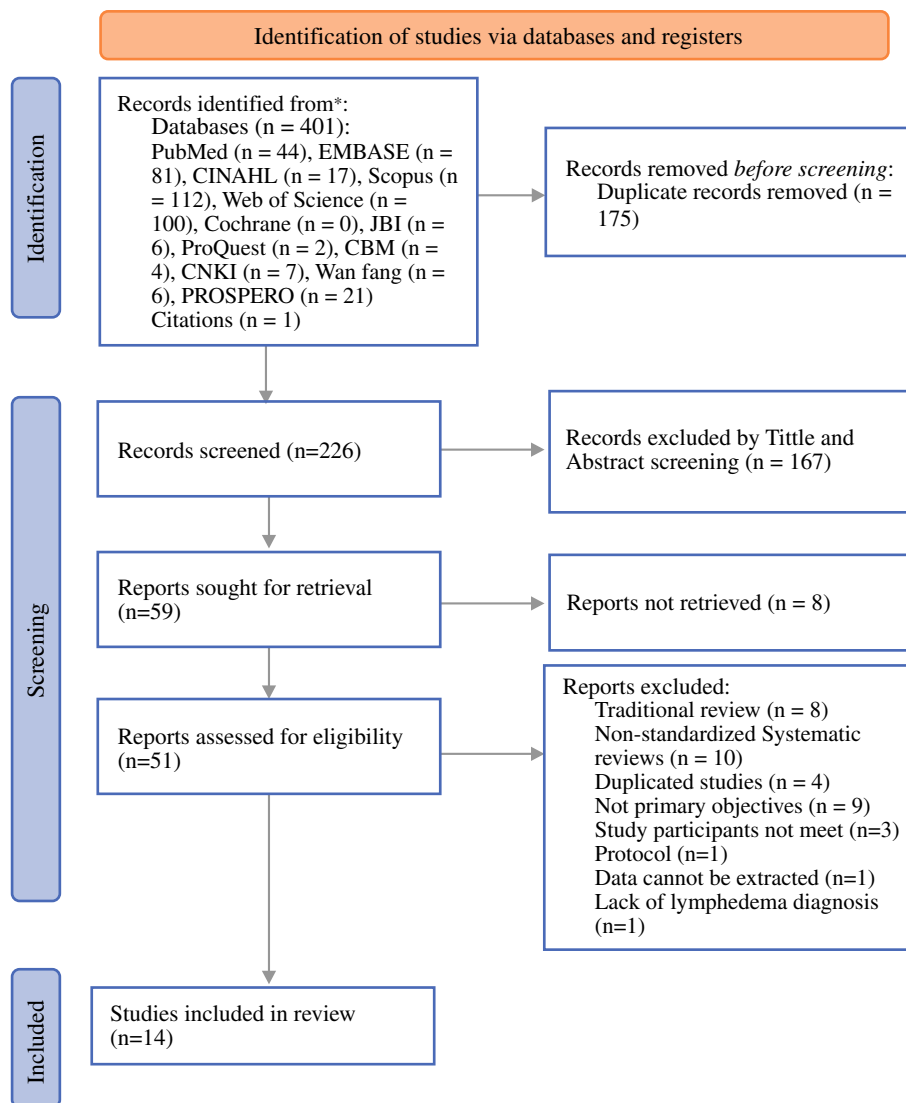 Identification of studies via databases and registers
Identification
Records identified from*:
Databases (n = 401):
PubMed (n = 44), EMBASE (n =
81), CINAHL (n = 17), Scopus (n
= 112), Web of Science (n =
100), Cochrane (n = 0), JBI (n =
6), ProQuest (n = 2), CBM (n =
4), CNKI (n = 7), Wan fang (n =
6), PROSPERO (n = 21)
Citations (n = 1)
Records removed before screening:
Duplicate records removed (n =
175)
Screening
Records screened (n=226)
Records excluded by Tittle and
Abstract screening (n = 167)
Reports sought for retrieval
(n=59)
Reports not retrieved (n = 8)
Reports assessed for eligibility
(n=51)
Reports excluded:
Traditional review (n = 8)
Non-standardized Systematic
reviews (n = 10)
Duplicated studies (n = 4)
Not primary objectives (n = 9)
Study participants not meet (n=3)
Protocol (n=1)
Data cannot be extracted (n=1)
Lack of lymphedema diagnosis
(n=1)
Included
Studies included in review
(n=14)